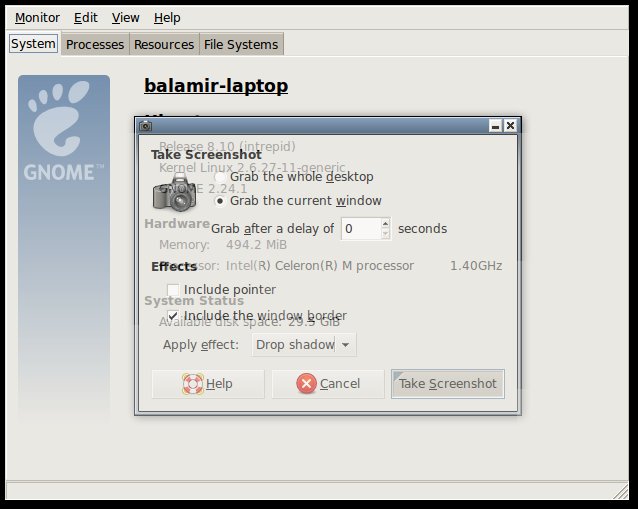 Monitor Edit View Help
System Processes Resources File Systems
balamir-laptop
Release 8.10 (intrepid)
Take Screenshot
Kernel Linux 2.6.27-11-generic
GNOME™
Grab the whole desktop
GNOME 2.24.1
Grab the current window
Hardware
Grab after a delay of 0 seconds
Memory: 494.2 MiB
Effects
Processor: Intel(R) Celeron(R) M processor 1.40GHz
Include pointer
System Status
Include the window border
Available disk space: 29.5 GiB
Apply effect: Drop shadow
Help Cancel Take Screenshot